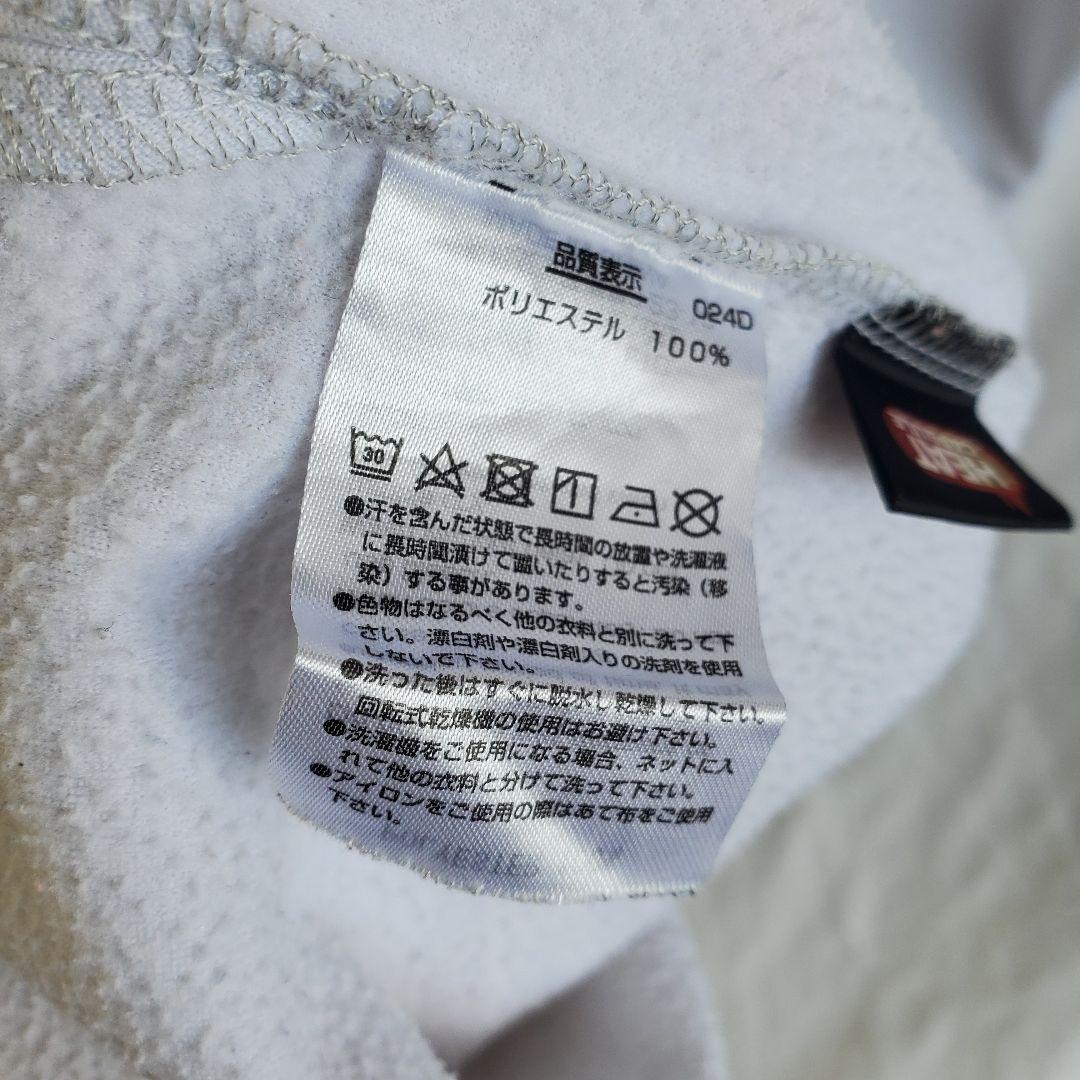 品質表示
024D
ポリエステル 100%
30
●汗を含んだ状態で長時間の放置や洗濯液
に長時間漬けて置いたりすると汚染（移
染）する事があります。
●色物はなるべく他の衣料と別に洗って下
さい。漂白剤や漂白剤入りの洗剤を使用
しないで下さい。
●洗った後はすぐに脱水し乾燥して下さい。
回転式乾燥機の使用はお避け下さい。
●洗濯機をご使用になる場合、ネットに入
れて他の衣料と分けて洗って下さい。
●アイロンをご使用の際はあて布をご使用
下さい。